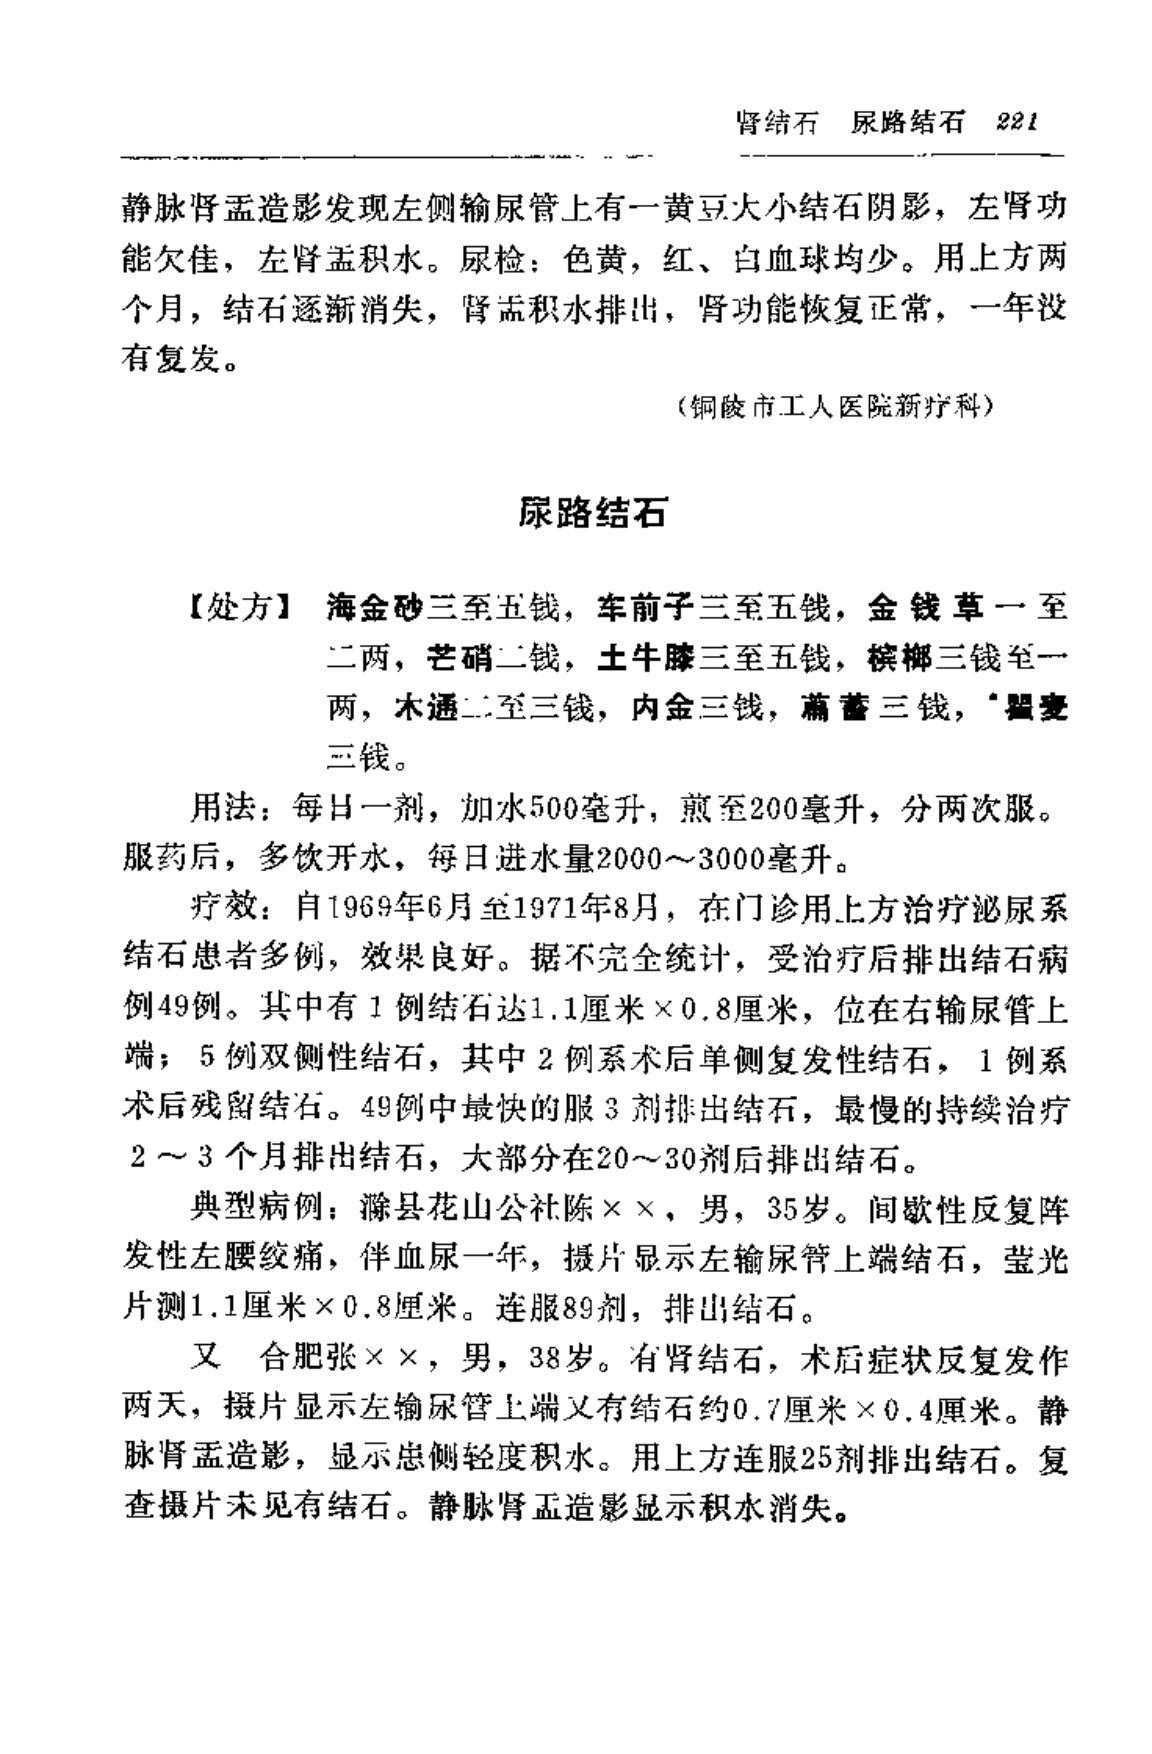 肾结石 尿路结石 221
静脉肾盂造影发现左侧输尿管上有一黄豆大小结石阴影，左肾功
能欠佳，左肾盂积水。尿检：色黄，红、白血球均少。用上方两
个月，结石逐渐消失，肾盂积水排出，肾功能恢复正常，一年没
有复发。
（铜陵市工人医院新疗科）
尿路结石
【处方】 海金砂三至五钱，车前子三至五钱，金钱草一至
二两，芒硝二钱，土牛膝三至五钱，槟榔三钱至一
两，木通二至三钱，内金三钱，萹蓄三钱，瞿麦
三钱。
用法：每日一剂，加水500毫升，煎至200毫升，分两次服。
服药后，多饮开水，每日进水量2000～3000毫升。
疗效：自1969年6月至1971年8月，在门诊用上方治疗泌尿系
结石患者多例，效果良好。据不完全统计，受治疗后排出结石病
例49例。其中有1例结石达1.1厘米×0.8厘米，位在右输尿管上
端；5例双侧性结石，其中2例系术后单侧复发性结石，1例系
术后残留结石。49例中最快的服3剂排出结石，最慢的持续治疗
2～3个月排出结石，大部分在20～30剂后排出结石。
典型病例：滁县花山公社陈××，男，35岁。间歇性反复阵
发性左腰绞痛，伴血尿一年，摄片显示左输尿管上端结石，莹光
片测1.1厘米×0.8厘米。连服89剂，排出结石。
又 合肥张××，男，38岁。有肾结石，术后症状反复发作
两天，摄片显示左输尿管上端又有结石约0.7厘米×0.4厘米。静
脉肾盂造影，显示患侧轻度积水。用上方连服25剂排出结石。复
查摄片未见有结石。静脉肾盂造影显示积水消失。